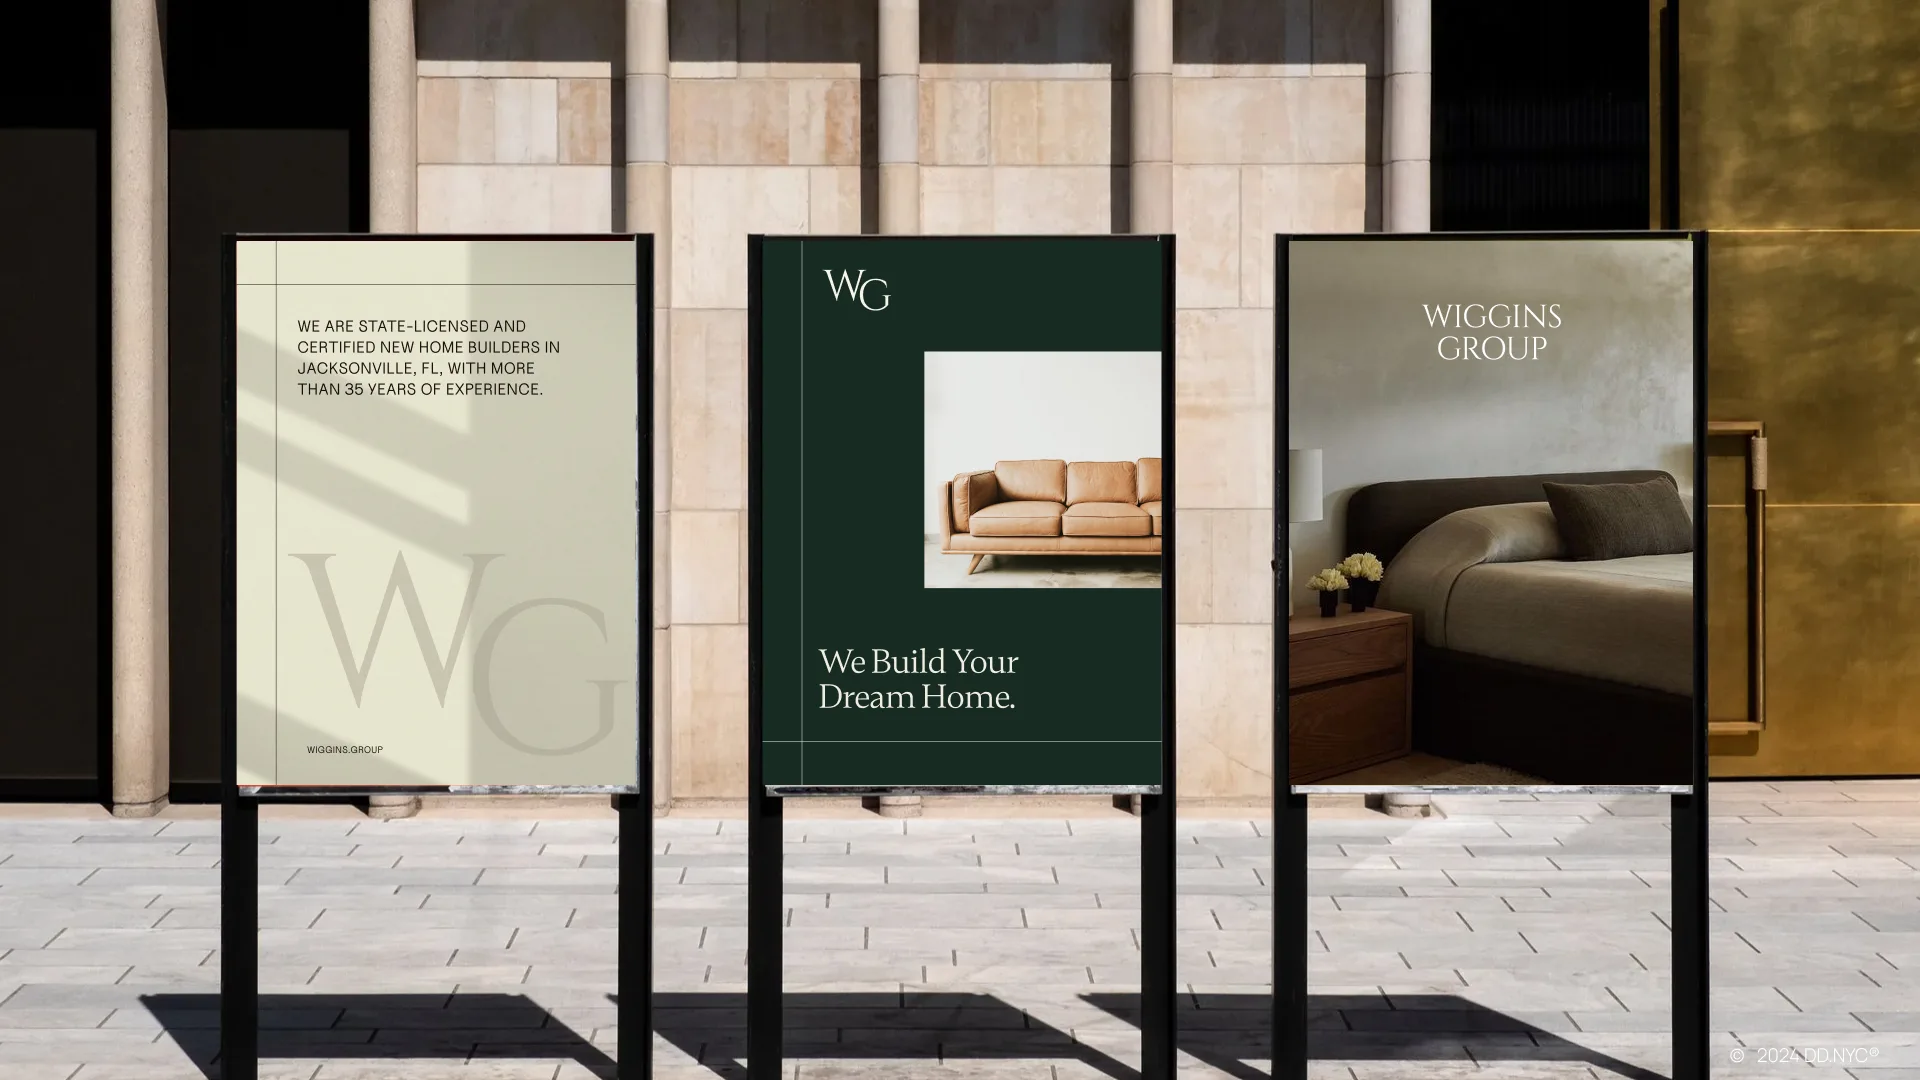 WE ARE STATE-LICENSED AND
CERTIFIED NEW HOME BUILDERS IN
JACKSONVILLE, FL, WITH MORE
THAN 35 YEARS OF EXPERIENCE.
WG
WIGGINS.GROUP
WG
We Build Your
Dream Home.
WIGGINS
GROUP
© 2024 DD.NYC®